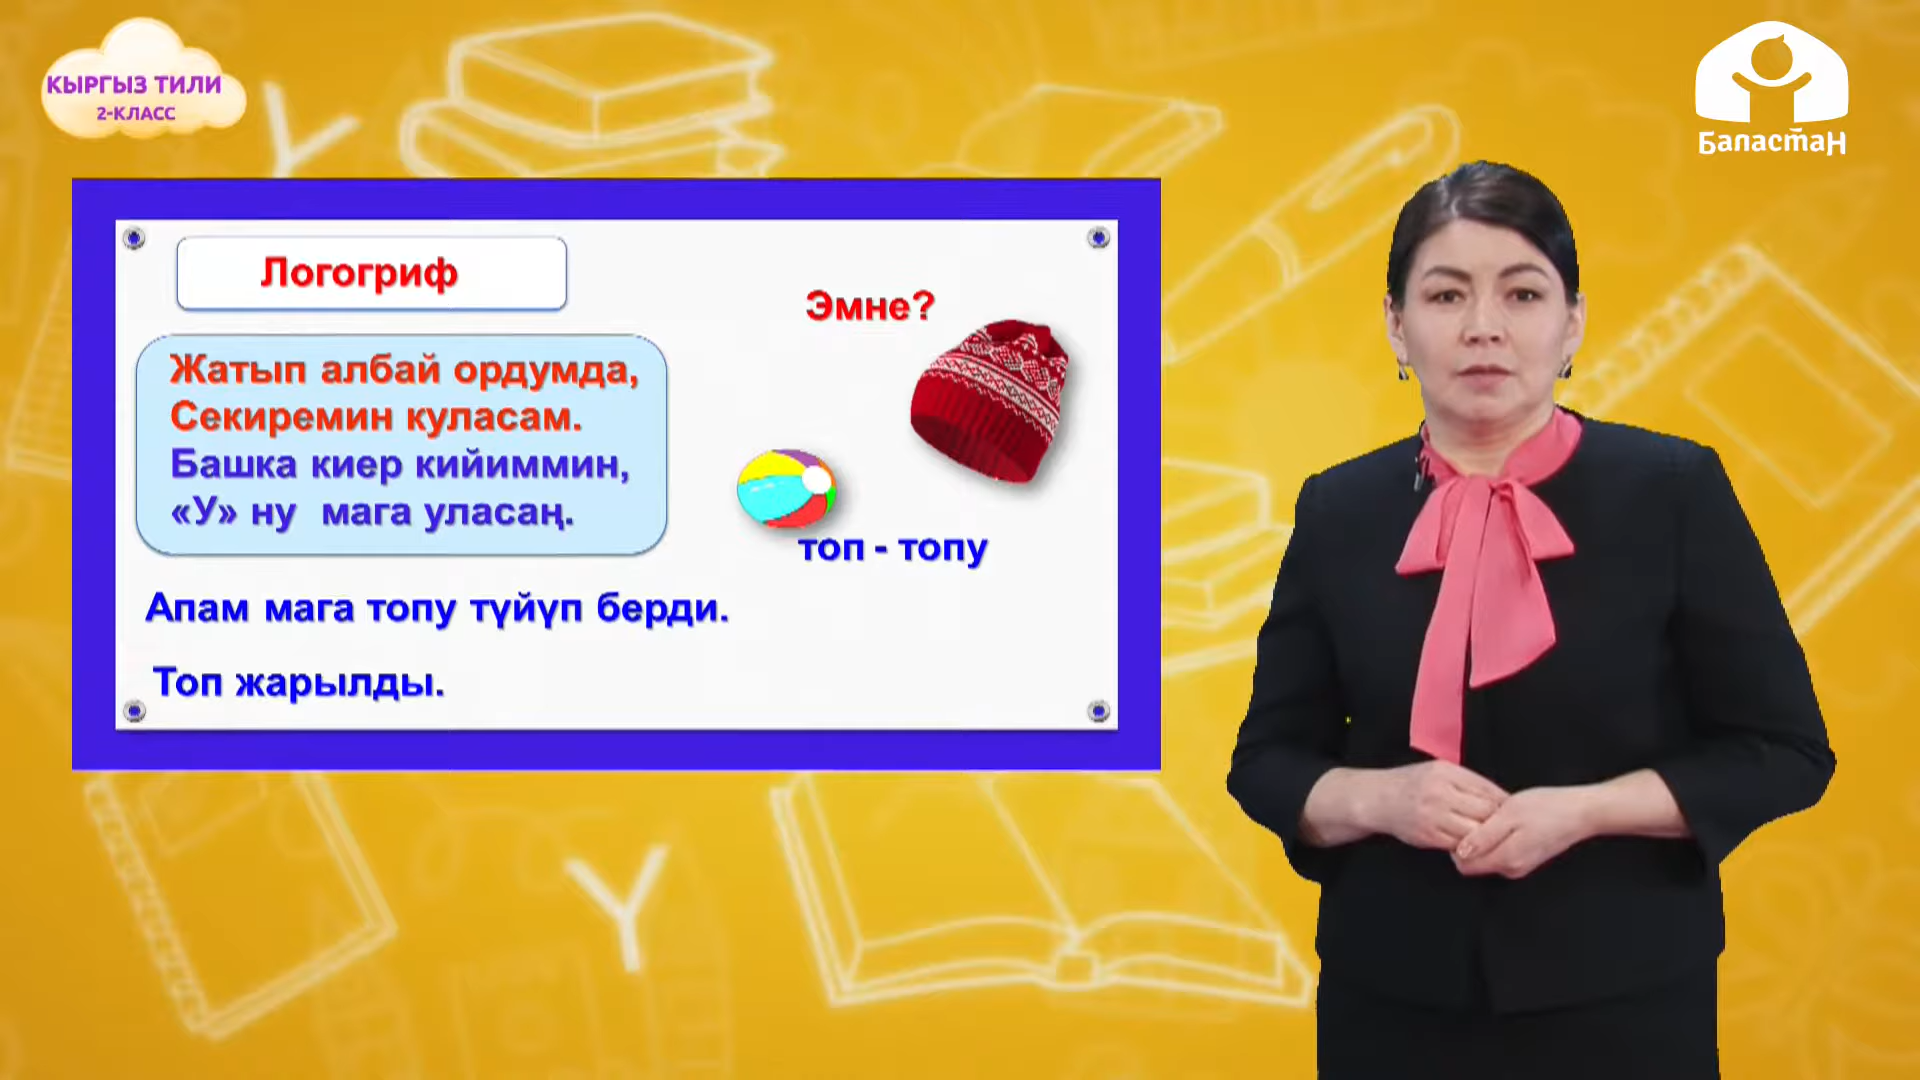 КЫРГЫЗ ТИЛИ
2-КЛАСС
Баластан
Логогриф
Эмне?
Жатып албай ордумда,
Секиремин куласам.
Башка киер кийиммин,
«У» ну мага уласаң.
топ - топу
Апам мага топу түйүп берди.
Топ жарылды.